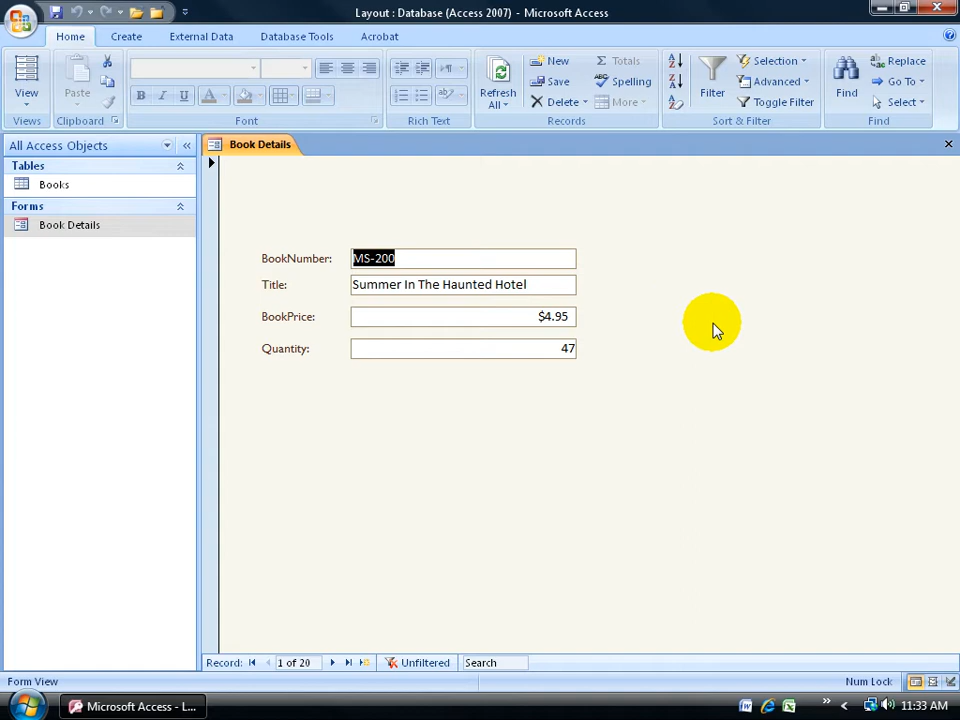 Layout : Database (Access 2007) - Microsoft Access
Home Create External Data Database Tools Acrobat
View
Views
Paste
Clipboard
B I U A
Font
Rich Text
Refresh All
New
Save
Delete
Totals
Spelling
More
Records
Filter
Selection
Advanced
Toggle Filter
Sort & Filter
Find
Replace
Go To
Select
Find
All Access Objects
Tables
Books
Forms
Book Details
Book Details
BookNumber: MS-200
Title: Summer In The Haunted Hotel
BookPrice: $4.95
Quantity: 47
Record: 1 of 20 Unfiltered Search
Form View Num Lock
Microsoft Access - L... 11:33 AM